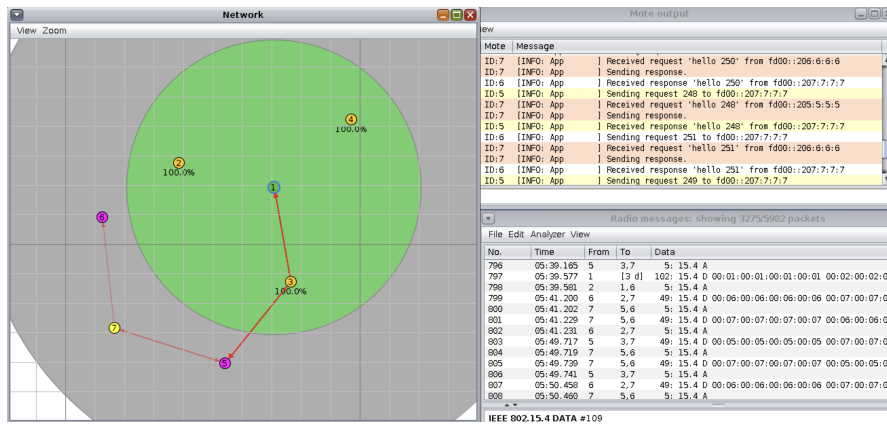 Network
View Zoom
4
100.0%
2
100.0%
1
6
3
100.0%
7
5
Mote output
iew
Mote Message
ID:7 [INFO: App ] Received request 'hello 250' from fd00::206:6:6:6
ID:7 [INFO: App ] Sending response.
ID:6 [INFO: App ] Received response 'hello 250' from fd00::207:7:7:7
ID:5 [INFO: App ] Sending request 248 to fd00::207:7:7:7
ID:7 [INFO: App ] Received request 'hello 248' from fd00::205:5:5:5
ID:7 [INFO: App ] Sending response.
ID:5 [INFO: App ] Received response 'hello 248' from fd00::207:7:7:7
ID:6 [INFO: App ] Sending request 251 to fd00::207:7:7:7
ID:7 [INFO: App ] Received request 'hello 251' from fd00::206:6:6:6
ID:7 [INFO: App ] Sending response.
ID:6 [INFO: App ] Received response 'hello 251' from fd00::207:7:7:7
ID:5 [INFO: App ] Sending request 249 to fd00::207:7:7:7
Radio messages: showing 3275/5982 packets
File Edit Analyzer View
No. Time From To Data
796 05:39.165 5 3,7 5: 15.4 A
797 05:39.577 1 [3 d] 102: 15.4 D 00:01:00:01:00:01:00:01 00:02:00:02:0
798 05:39.581 2 1,6 5: 15.4 A
799 05:41.200 6 2,7 49: 15.4 D 00:06:00:06:00:06:00:06 00:07:00:07:0
800 05:41.202 7 5,6 5: 15.4 A
801 05:41.229 7 5,6 49: 15.4 D 00:07:00:07:00:07:00:07 00:06:00:06:0
802 05:41.231 6 2,7 5: 15.4 A
803 05:49.717 5 3,7 49: 15.4 D 00:05:00:05:00:05:00:05 00:07:00:07:0
804 05:49.719 7 5,6 5: 15.4 A
805 05:49.739 7 5,6 49: 15.4 D 00:07:00:07:00:07:00:07 00:05:00:05:0
806 05:49.741 5 3,7 5: 15.4 A
807 05:50.458 6 2,7 49: 15.4 D 00:06:00:06:00:06:00:06 00:07:00:07:0
808 05:50.460 7 5,6 5: 15.4 A
IEEE 802.15.4 DATA #109